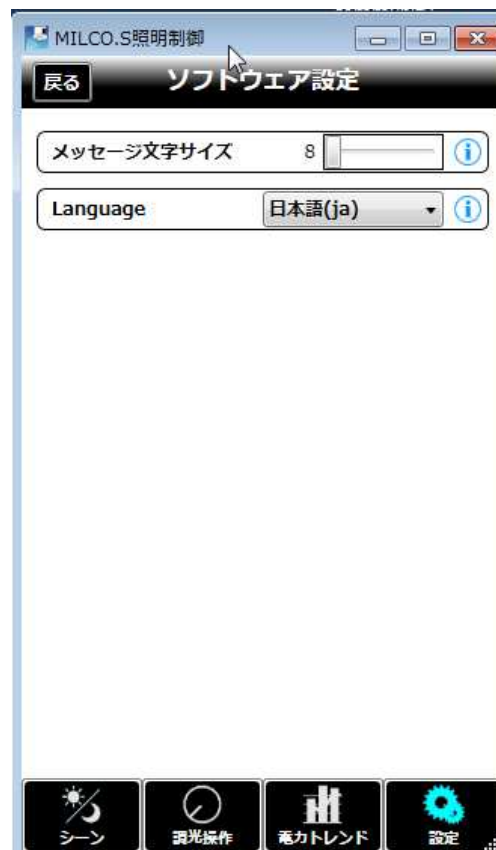 MILCO.S照明制御
戻る ソフトウェア設定
メッセージ文字サイズ 8
Language 日本語(ja)
シーン 調光操作 電力トレンド 設定